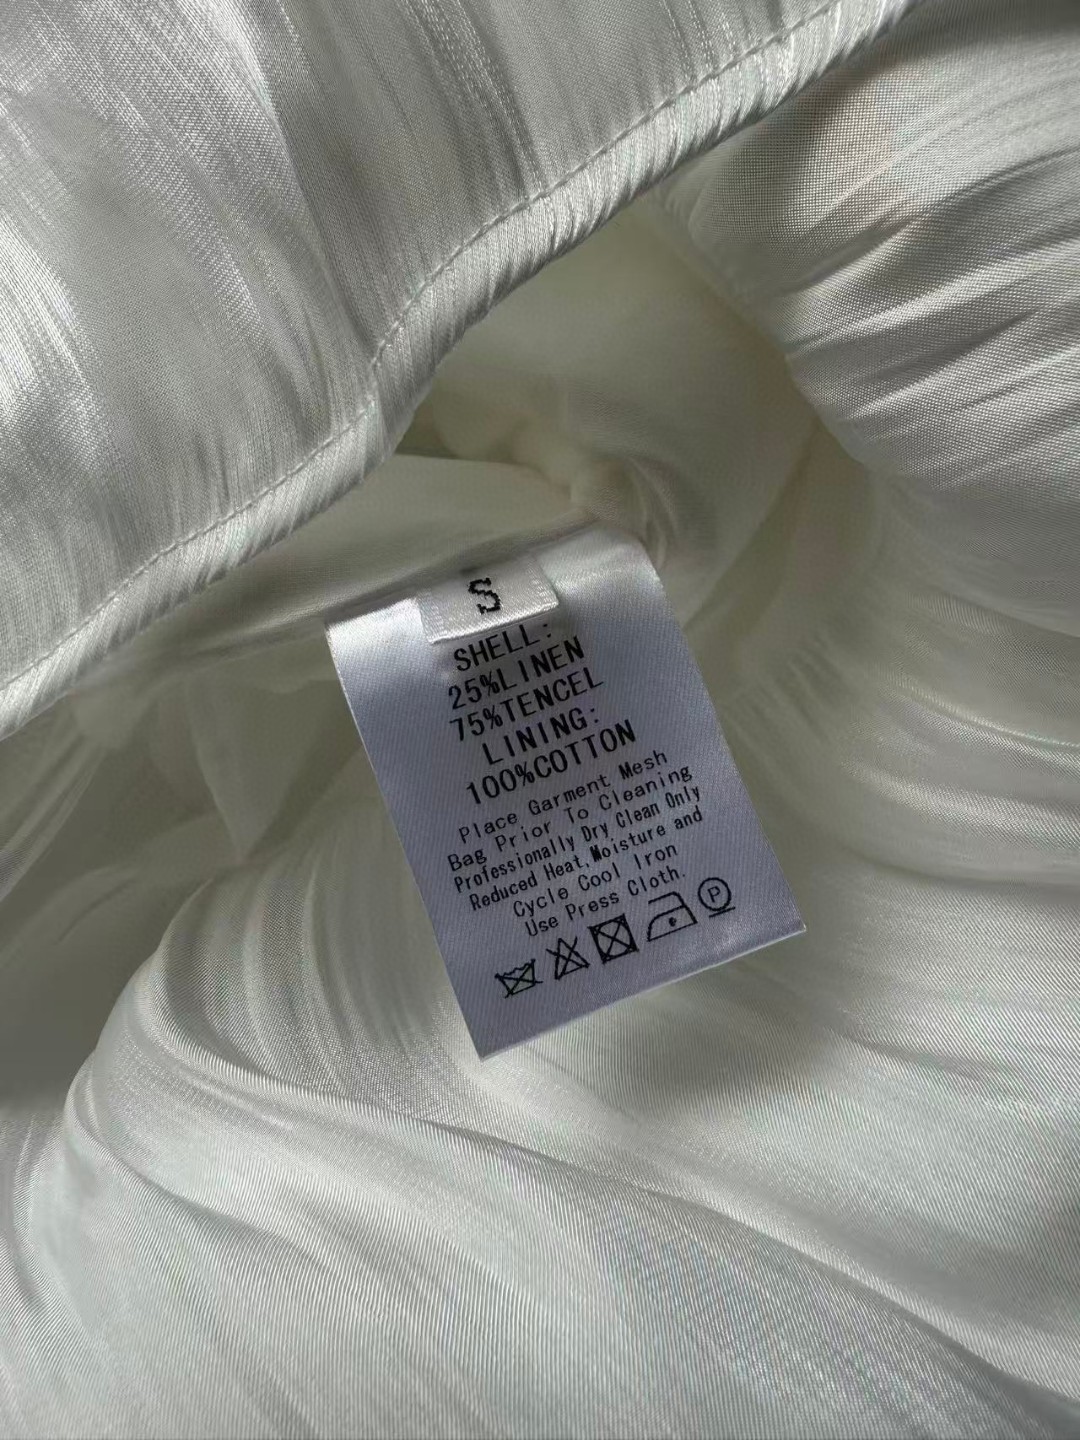 S
SHELL:
25%LINEN
75%TENCEL
LINING:
100%COTTON
Place Garment Mesh
Bag Prior To Cleaning
Professionally Dry Clean Only
Reduced Heat,Moisture and
Cycle Cool Iron
Use Press Cloth.
P